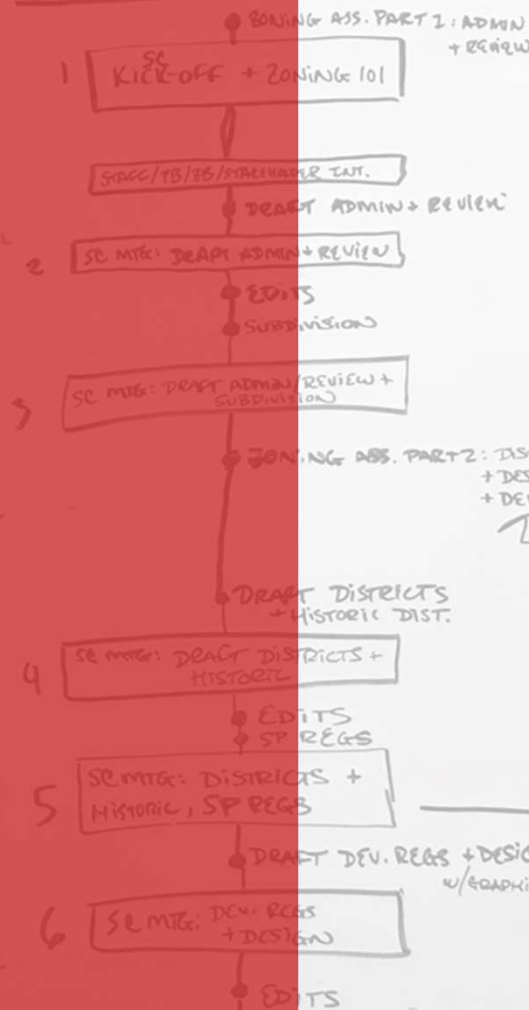 ZONING ASS. PART 1: ADMIN
+ REVIEW
1
SC
KICK-OFF + ZONING 101
STAFF/PB/ZB/STAKEHOLDER INT.
DRAFT ADMIN + REVIEW
2
SC MTG: DRAFT ADMIN + REVIEW
EDITS
SUBDIVISION
3
SC MTG: DRAFT ADMIN/REVIEW +
SUBDIVISION
ZONING ASS. PART 2: DIS
+ DES
+ DE
DRAFT DISTRICTS
+ HISTORIC DIST.
4
SC MTG: DRAFT DISTRICTS +
HISTORIC
EDITS
SP REGS
5
SC MTG: DISTRICTS +
HISTORIC, SP REGS
DRAFT DEV. REGS + DESIG
W/GRAPHI
6
SC MTG: DEV. REGS
+ DESIGN
EDITS